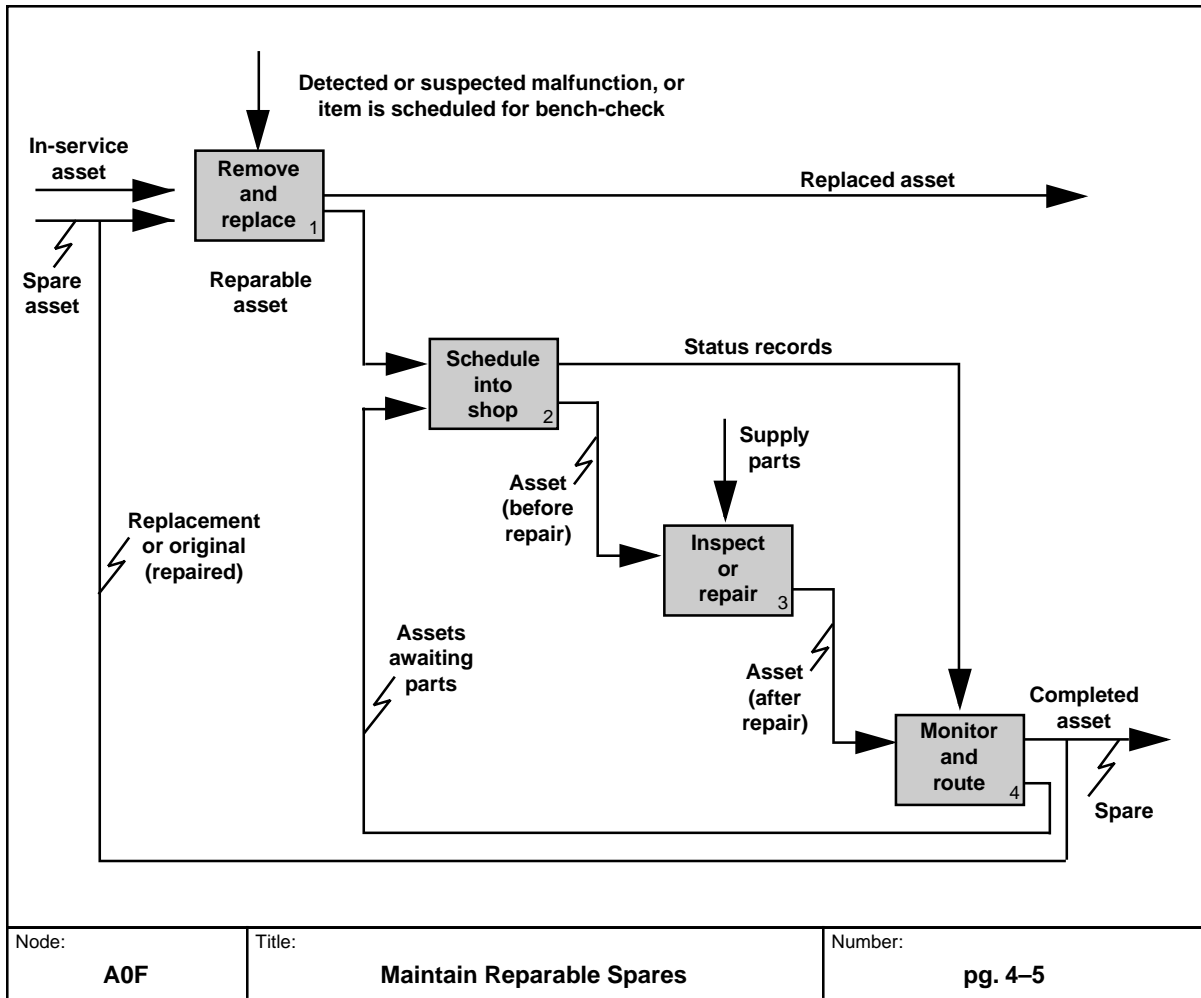 Detected or suspected malfunction, or
item is scheduled for bench-check
In-service
asset
Remove
and
replace
1
Replaced asset
Spare
asset
Reparable
asset
Schedule
into
shop
2
Status records
Supply
parts
Asset
(before
repair)
Replacement
or original
(repaired)
Inspect
or
repair
3
Assets
awaiting
parts
Asset
(after
repair)
Completed
asset
Monitor
and
route
4
Spare
Node:
A0F
Title:
Maintain Reparable Spares
Number:
pg. 4–5